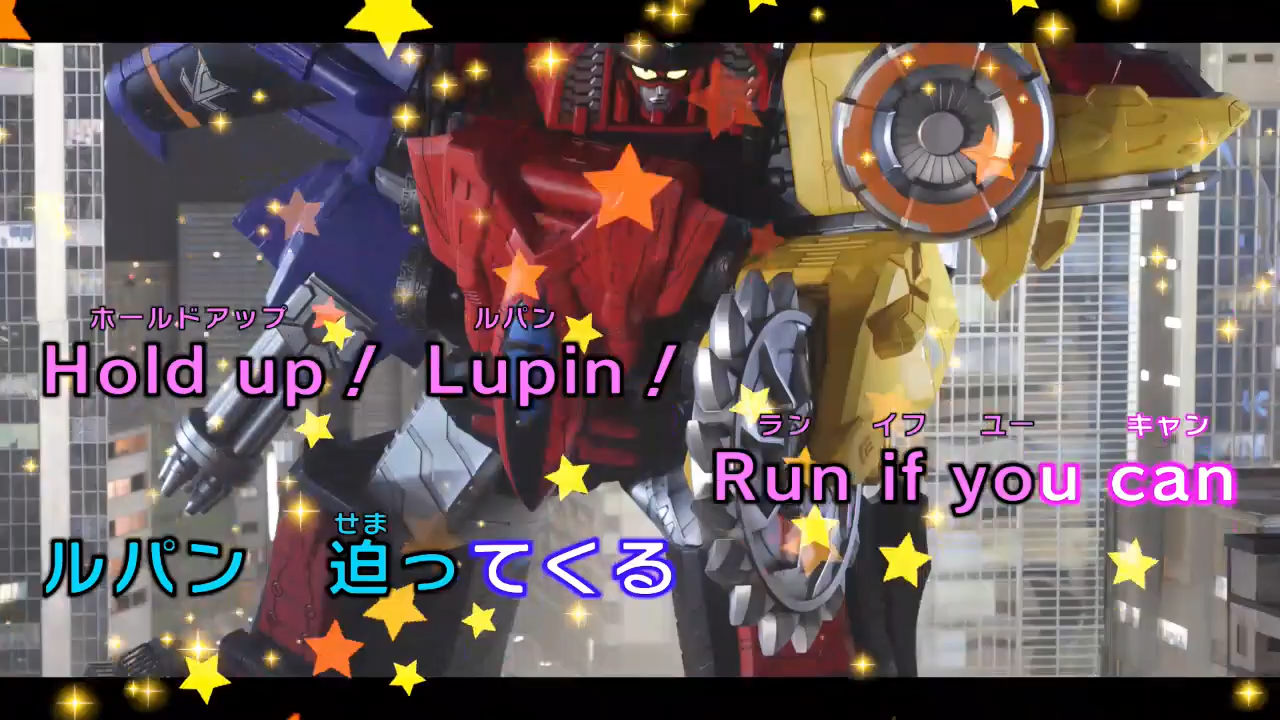 ホールドアップ ルパン
Hold up! Lupin!
ラン イフ ユー キャン
Run if you can
せま
ルパン 迫ってくる